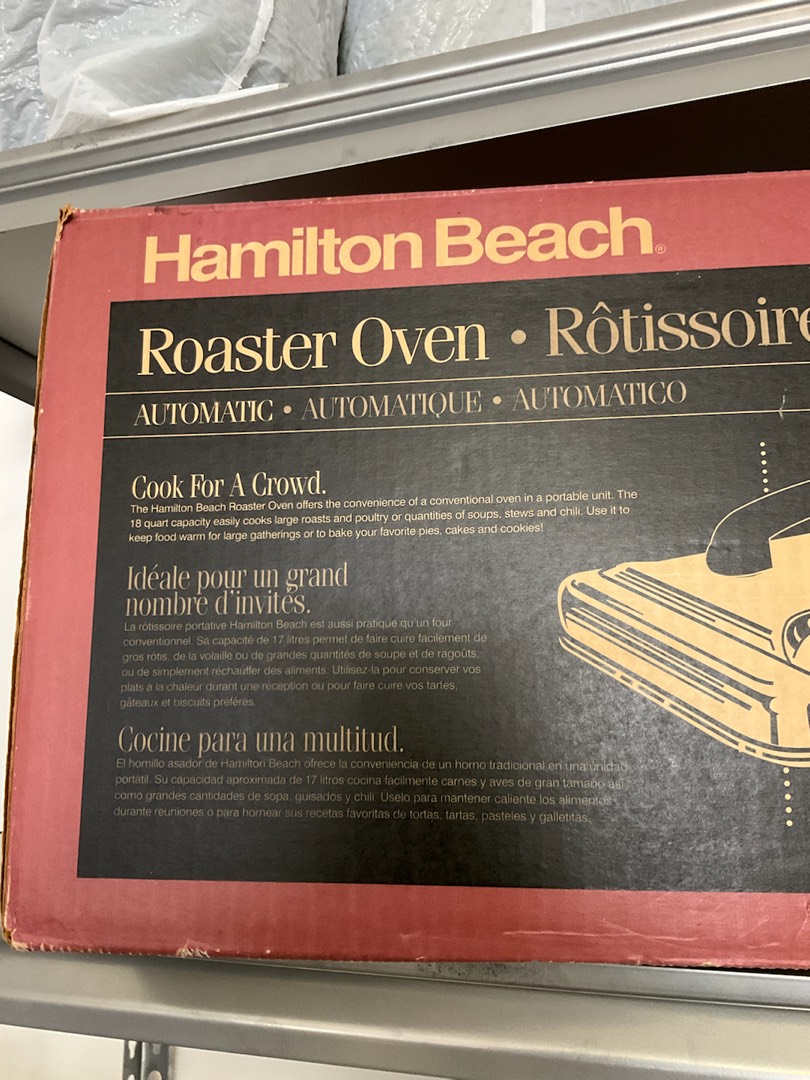 Hamilton Beach®
Roaster Oven • Rôtissoire
AUTOMATIC • AUTOMATIQUE • AUTOMATICO
Cook For A Crowd.
The Hamilton Beach Roaster Oven offers the convenience of a conventional oven in a portable unit. The
18 quart capacity easily cooks large roasts and poultry or quantities of soups, stews and chili. Use it to
keep food warm for large gatherings or to bake your favorite pies, cakes and cookies!
Idéale pour un grand
nombre d'invités.
La rôtissoire portative Hamilton Beach est aussi pratique qu'un four
conventionnel. Sa capacité de 17 litres permet de faire cuire facilement de
gros rôtis, de la volaille ou de grandes quantités de soupe et de ragoûts,
ou de simplement réchauffer des aliments. Utilisez-la pour conserver vos
plats à la chaleur durant une réception ou pour faire cuire vos tartes,
gâteaux et biscuits préférés.
Cocine para una multitud.
El hornillo asador de Hamilton Beach ofrece la conveniencia de un horno tradicional en una unidad
portátil. Su capacidad aproximada de 17 litros cocina fácilmente carnes y aves de gran tamaño así
como grandes cantidades de sopa, guisados y chili. Uselo para mantener caliente los alimentos
durante reuniones o para hornear sus recetas favoritas de tortas, tartas, pasteles y galletitas.